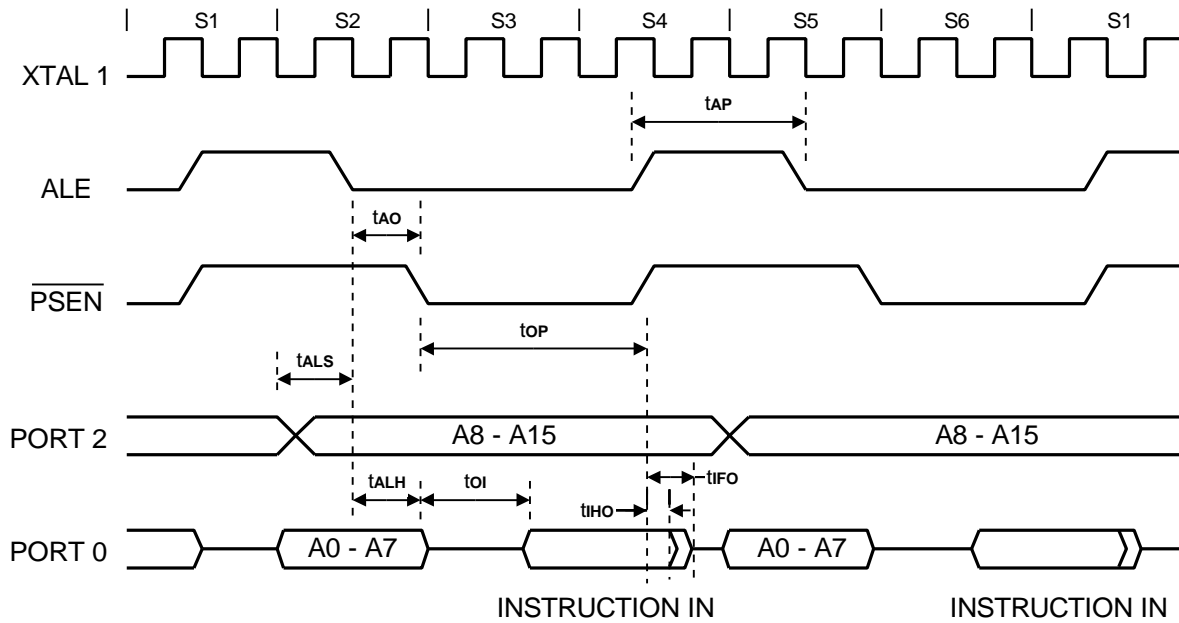 S1 S2 S3 S4 S5 S6 S1
XTAL 1
tAP
ALE
tAO
PSEN
tOP
tALS
PORT 2 A8 - A15 A8 - A15
tALH tOI tIFO
tIHO
PORT 0 A0 - A7 A0 - A7
INSTRUCTION IN INSTRUCTION IN